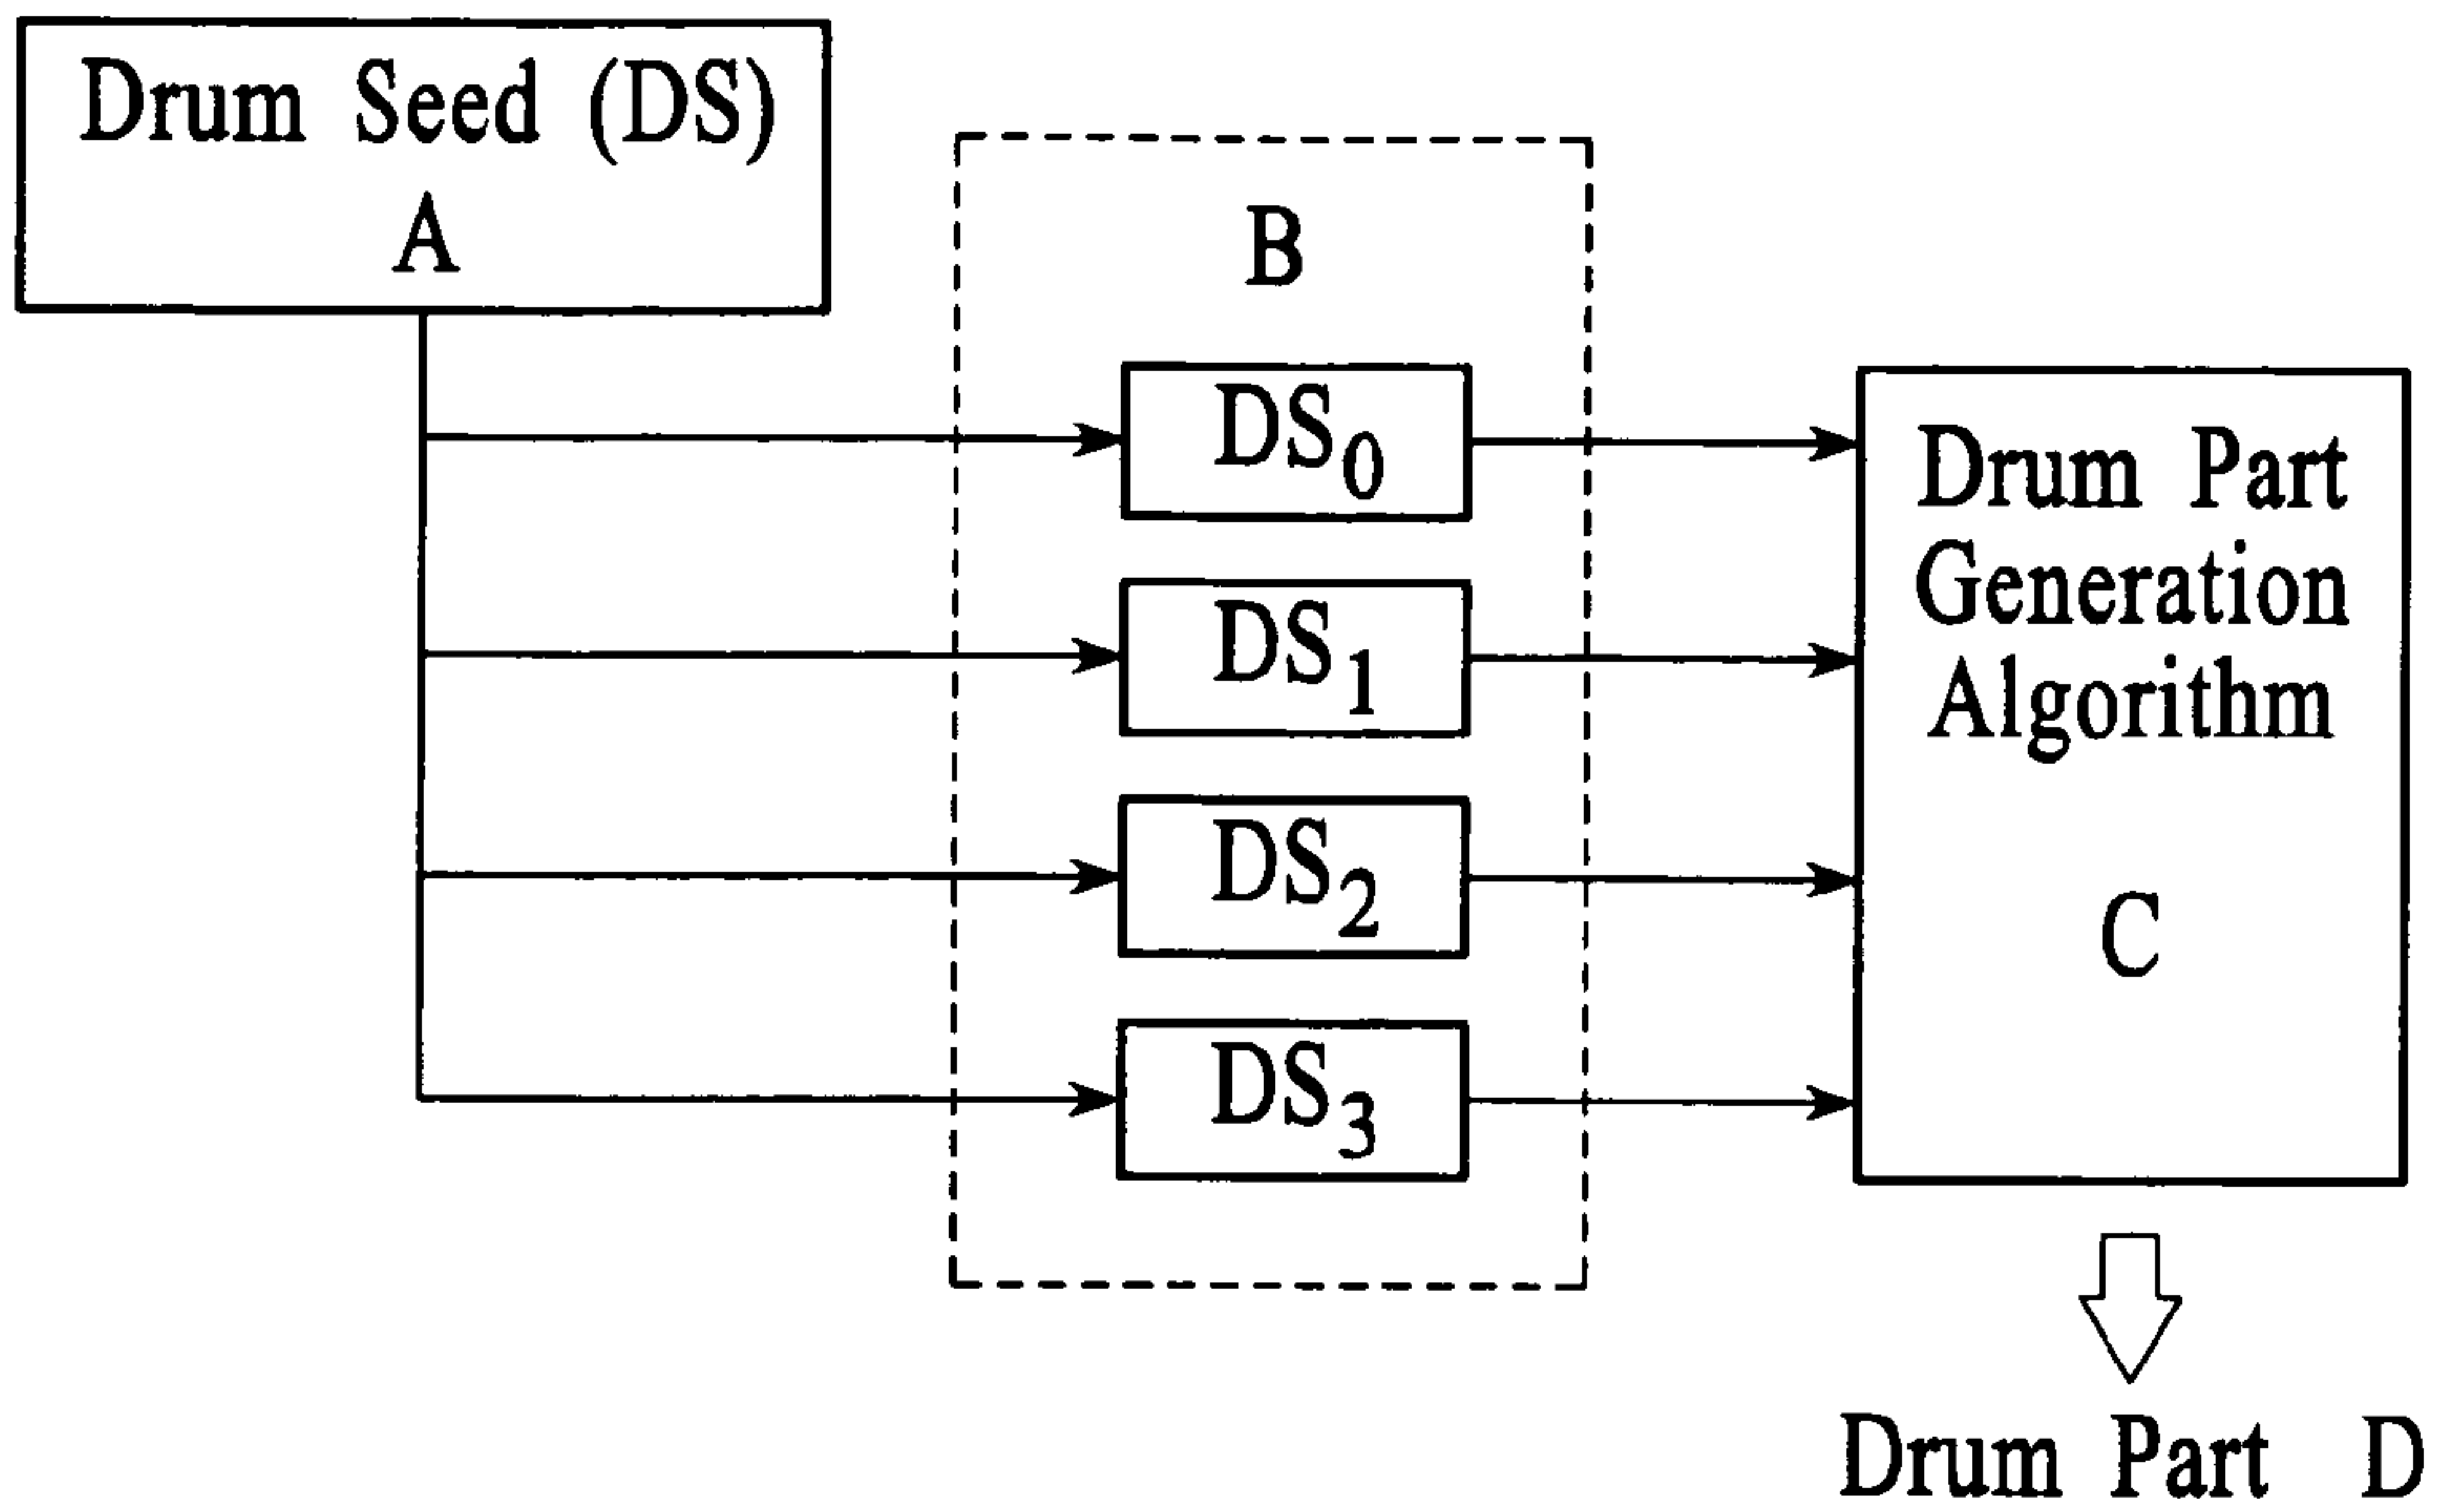 Drum Seed (DS)
A
B
DS0
DS1
DS2
DS3
Drum Part
Generation
Algorithm
C
Drum Part D